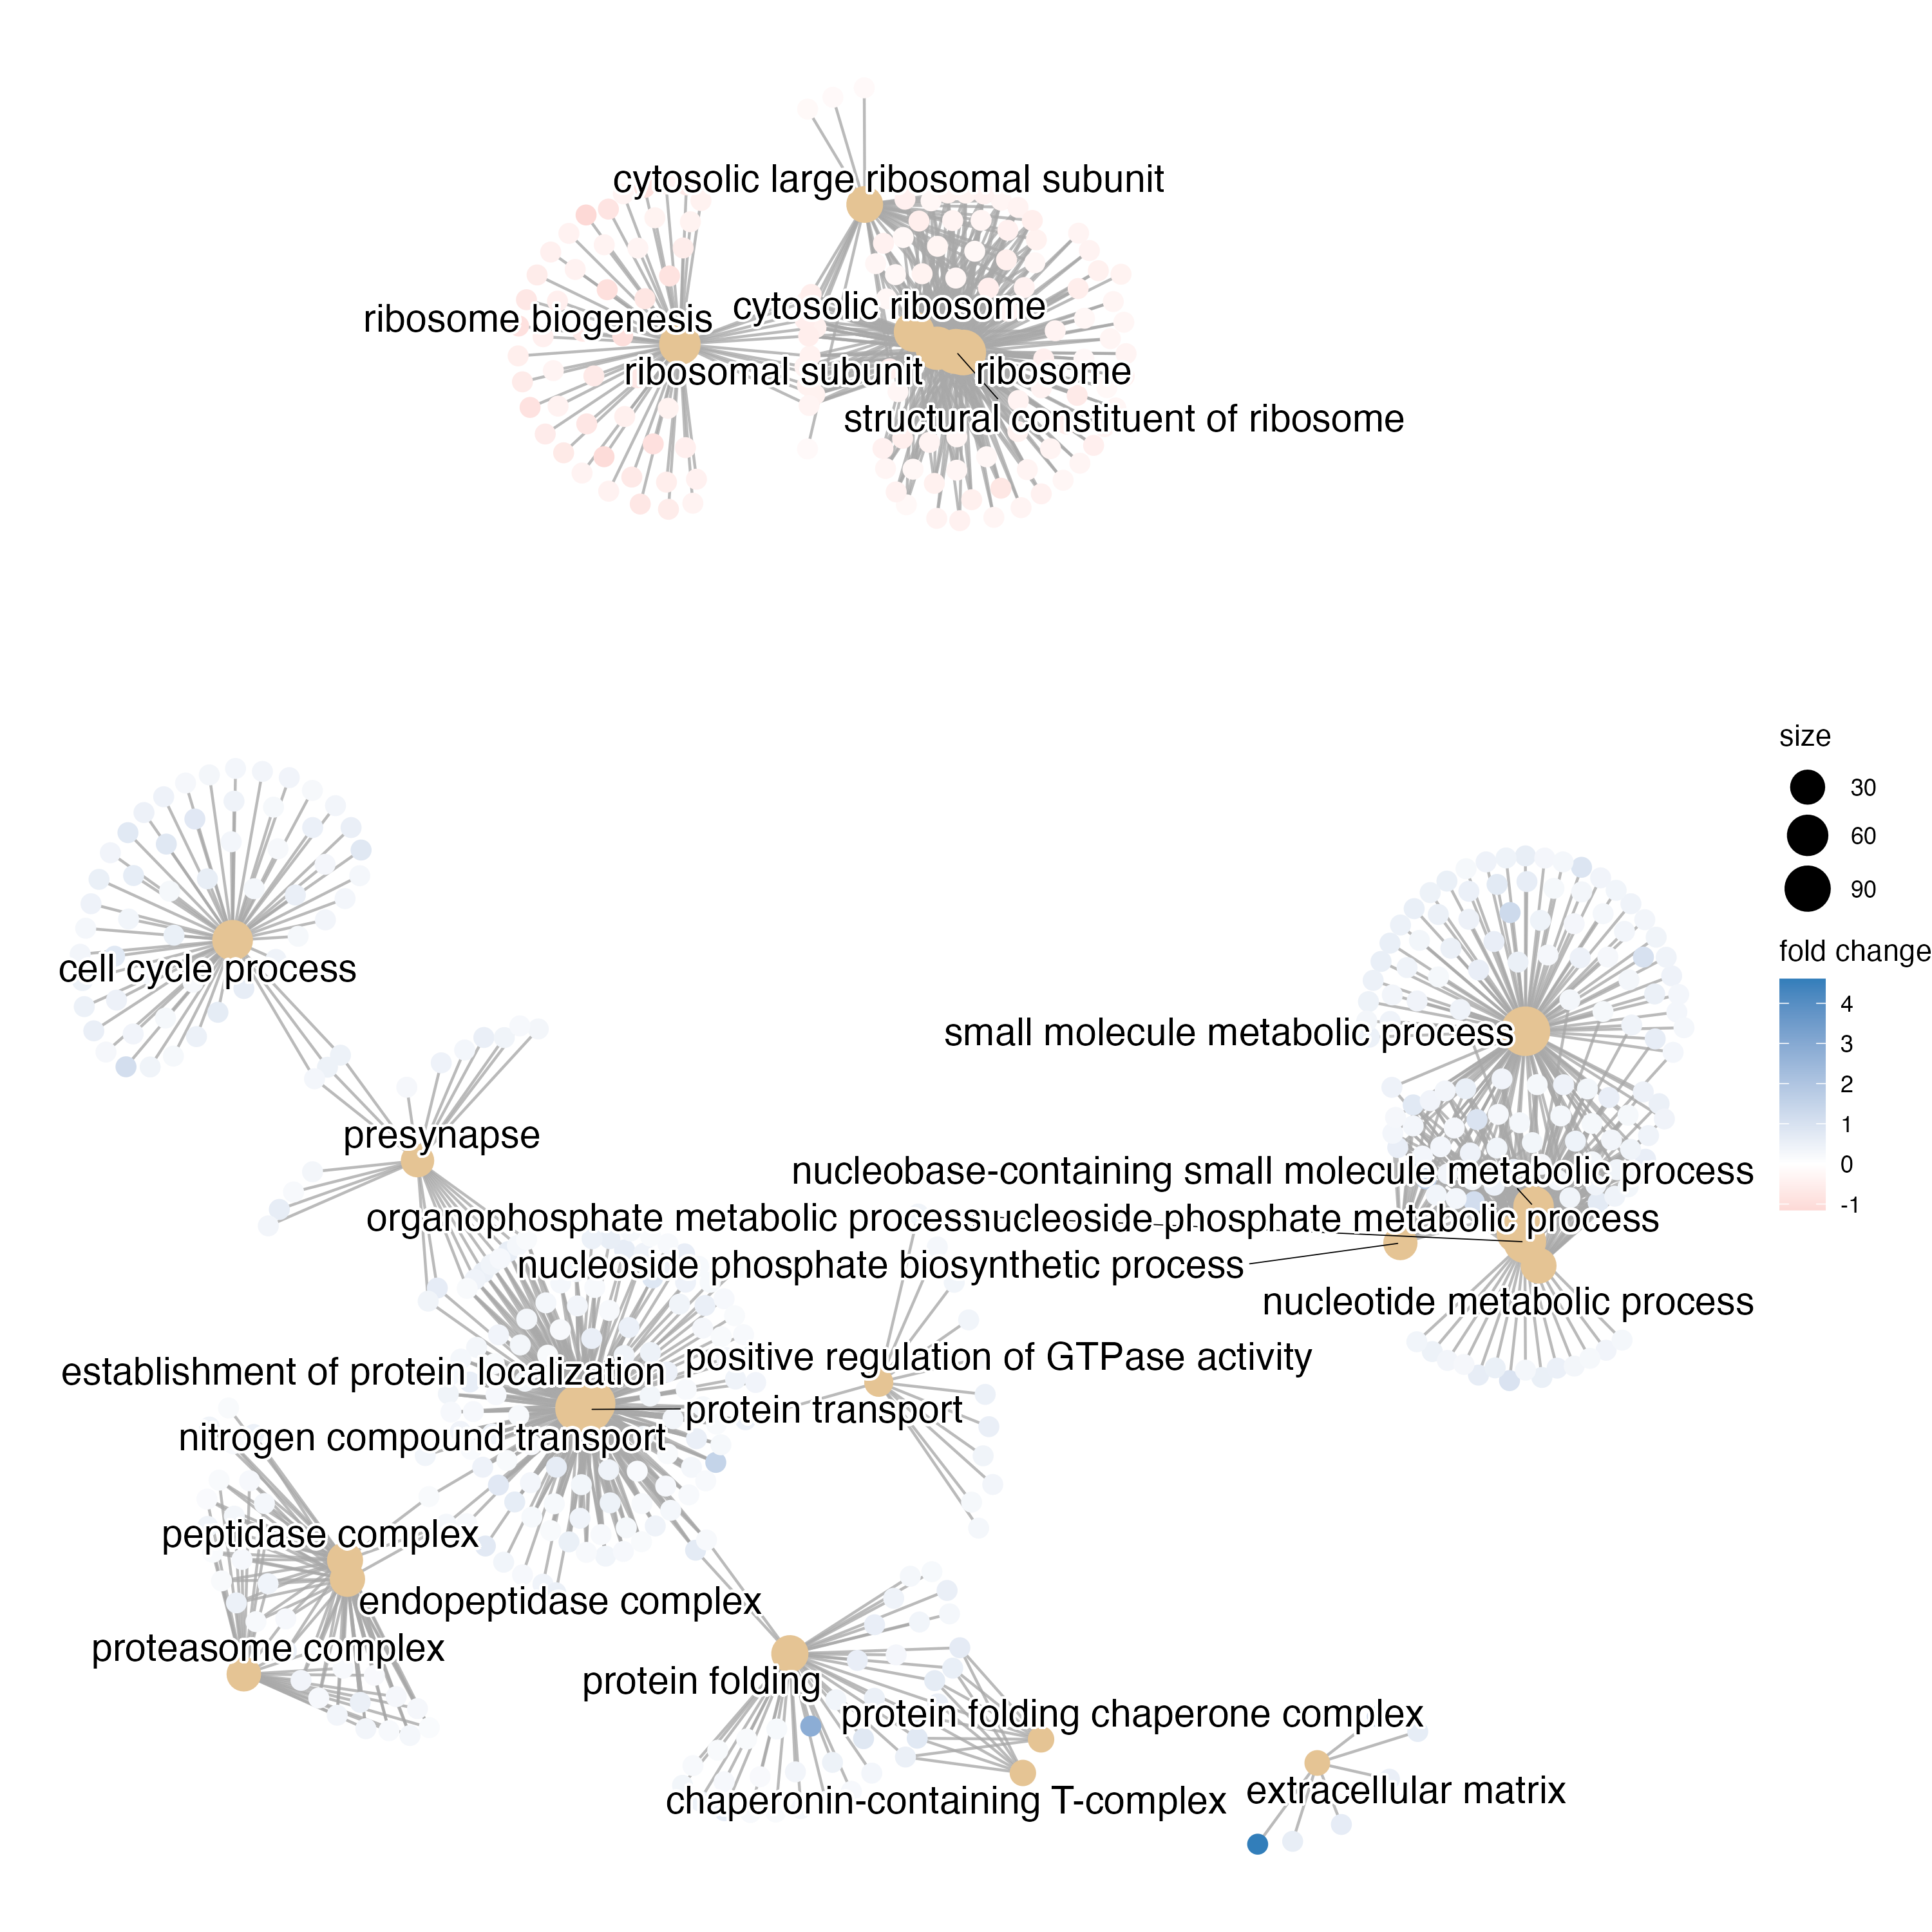 cytosolic large ribosomal subunit
cytosolic ribosome
ribosome biogenesis
ribosomal subunit
ribosome
structural constituent of ribosome
size
30
60
90
fold change
4
3
2
1
0
-1
cell cycle process
small molecule metabolic process
presynapse
nucleobase-containing small molecule metabolic process
organophosphate metabolic process
nucleoside phosphate metabolic process
nucleoside phosphate biosynthetic process
nucleotide metabolic process
positive regulation of GTPase activity
establishment of protein localization
protein transport
nitrogen compound transport
peptidase complex
endopeptidase complex
proteasome complex
protein folding
protein folding chaperone complex
extracellular matrix
chaperonin-containing T-complex